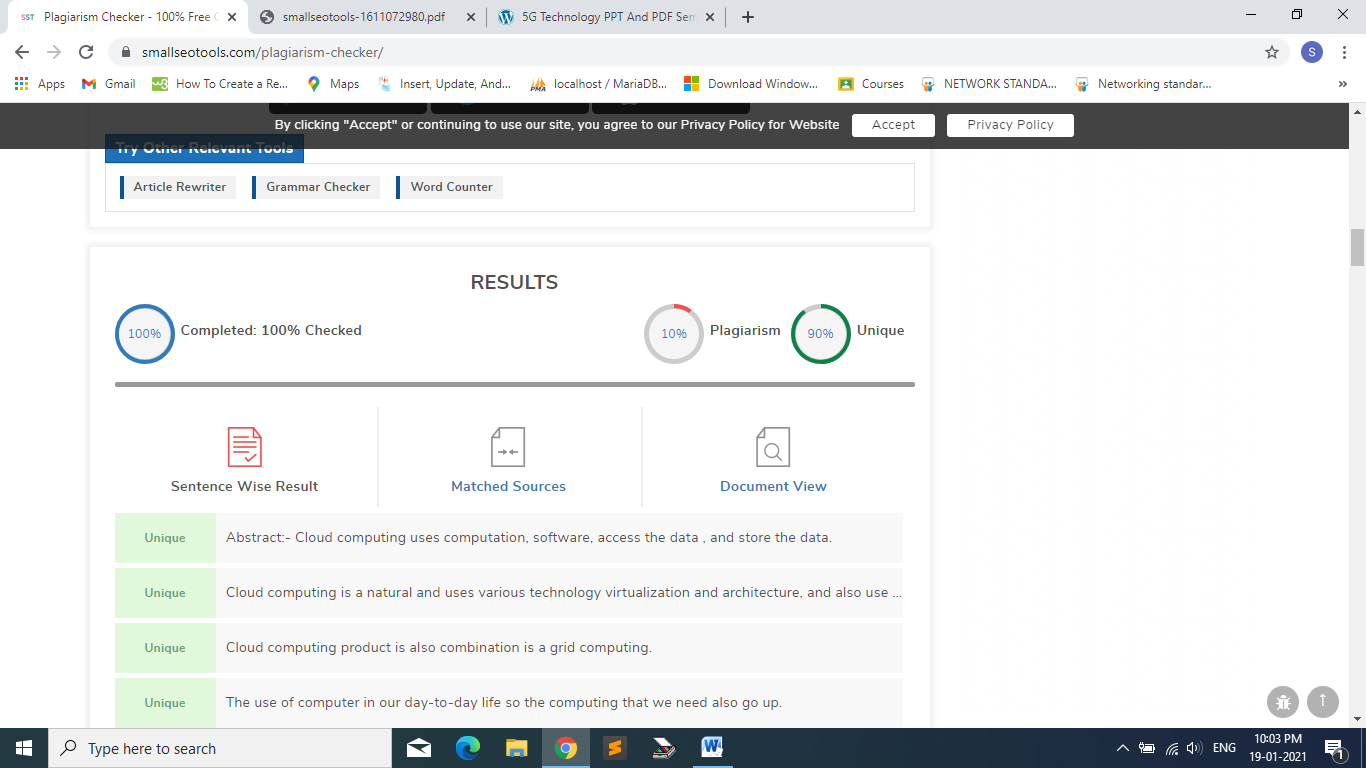 SST Plagiarism Checker - 100% Free
smallseotools-1611072980.pdf
5G Technology PPT And PDF Sem
smallseotools.com/plagiarism-checker/
S
Apps
Gmail
How To Create a Re...
Maps
Insert, Update, And...
PMA localhost / MariaDB...
Download Window...
Courses
NETWORK STANDA...
Networking standar...
»
By clicking "Accept" or continuing to use our site, you agree to our Privacy Policy for Website
Accept
Privacy Policy
Try Other Relevant Tools
Article Rewriter
Grammar Checker
Word Counter
RESULTS
100%
Completed: 100% Checked
10%
Plagiarism
90%
Unique
Sentence Wise Result
Matched Sources
Document View
Unique
Abstract:- Cloud computing uses computation, software, access the data , and store the data.
Unique
Cloud computing is a natural and uses various technology virtualization and architecture, and also use ...
Unique
Cloud computing product is also combination is a grid computing.
Unique
The use of computer in our day-to-day life so the computing that we need also go up.
Type here to search
ENG
10:03 PM
19-01-2021
1